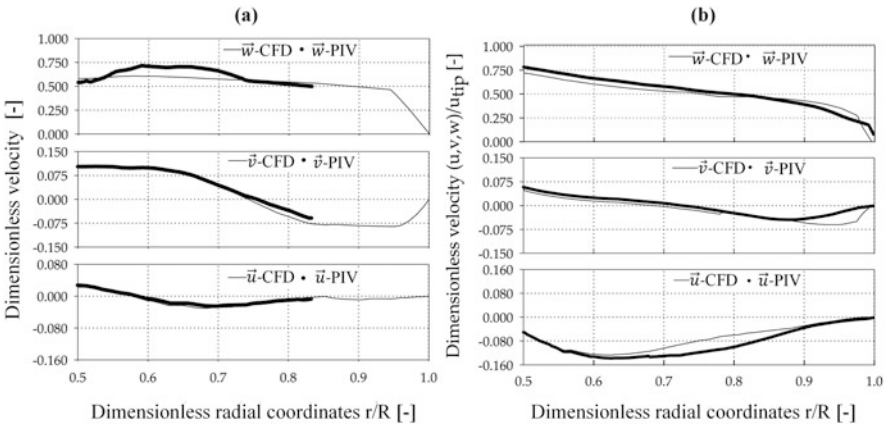 (a)
Dimensionless velocity [-]
w⃗-CFD • w⃗-PIV
1.000
0.750
0.500
0.250
0.000
v⃗-CFD • v⃗-PIV
0.150
0.075
0.000
-0.075
-0.150
u⃗-CFD • u⃗-PIV
0.080
0.000
-0.080
-0.160
0.5 0.6 0.7 0.8 0.9 1.0
Dimensionless radial coordinates r/R [-]
(b)
Dimensionless velocity (u,v,w)/utip [-]
w⃗-CFD • w⃗-PIV
1.000
0.750
0.500
0.250
0.000
v⃗-CFD • v⃗-PIV
0.150
0.075
0.000
-0.075
-0.150
u⃗-CFD • u⃗-PIV
0.160
0.080
0.000
-0.080
-0.160
0.5 0.6 0.7 0.8 0.9 1.0
Dimensionless radial coordinates r/R [-]